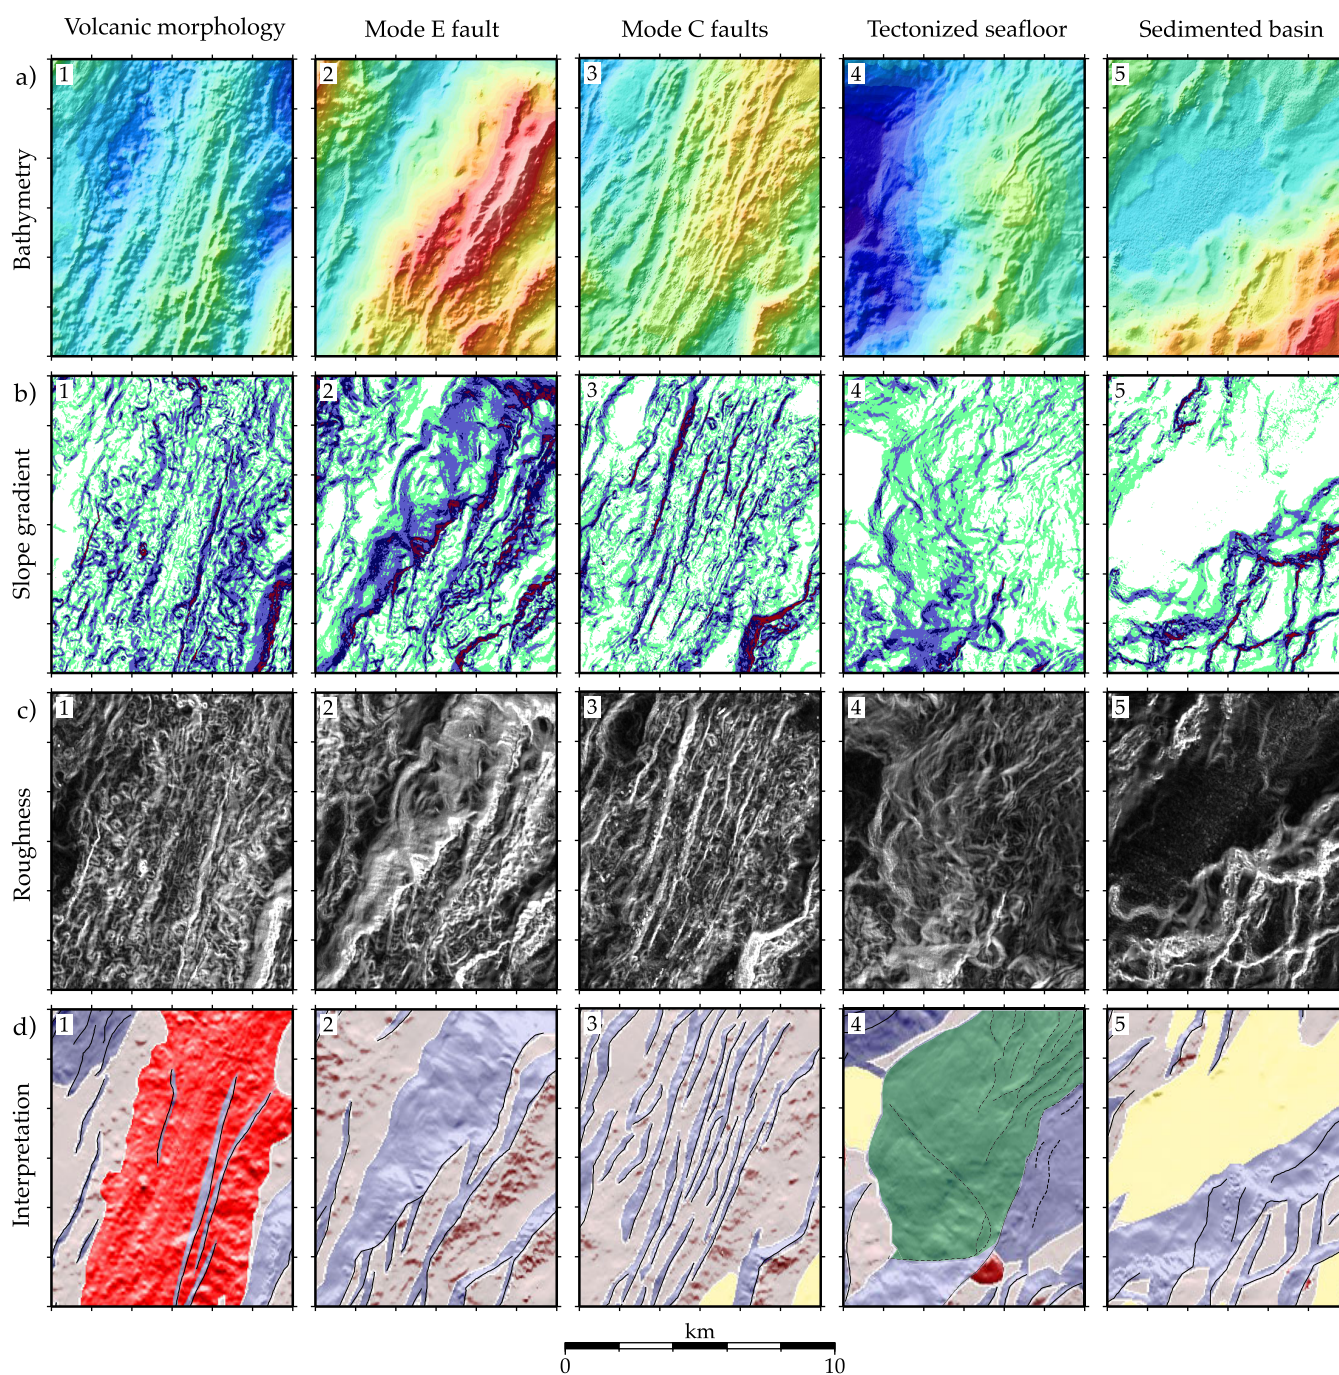 Volcanic morphology Mode E fault Mode C faults Tectonized seafloor Sedimented basin
a) 1 2 3 4 5
Bathymetry
b) 1 2 3 4 5
Slope gradient
c) 1 2 3 4 5
Roughness
d) 1 2 3 4 5
Interpretation
km
0 10